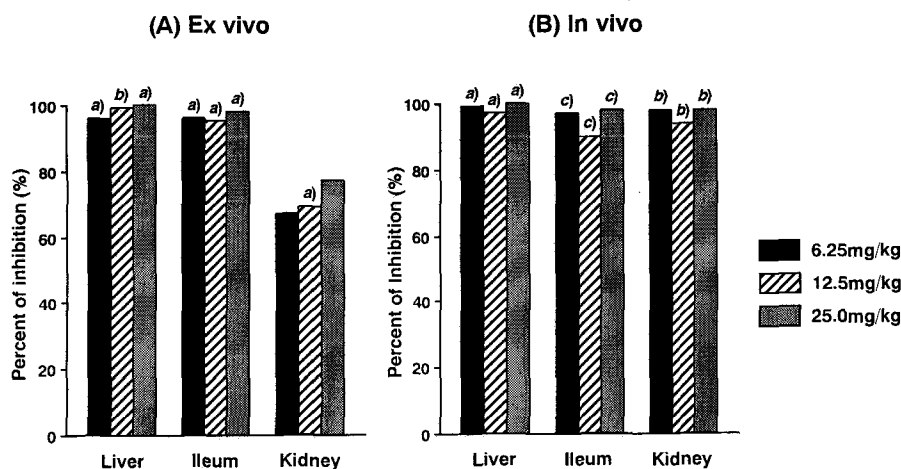 (A) Ex vivo
Percent of inhibition (%)
100
80
60
40
20
0
a) b) a)
a) a) a)
a)
Liver Ileum Kidney
(B) In vivo
Percent of Inhibition (%)
100
80
60
40
20
0
a) a) a)
c) c) c)
b) b) b)
Liver Ileum Kidney
6.25mg/kg
12.5mg/kg
25.0mg/kg